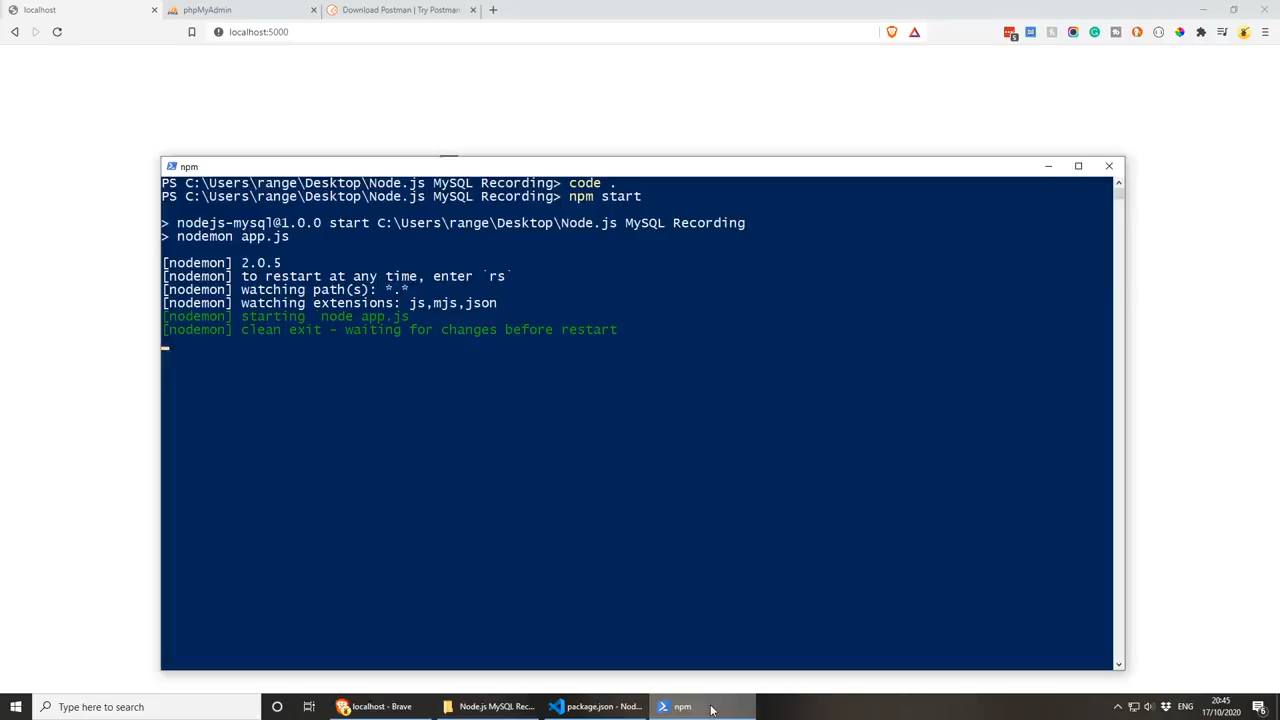 localhost
phpMyAdmin
Download Postman | Try Postman
localhost:5000
5
npm
PS C:\Users\range\Desktop\Node.js MySQL Recording> code .
PS C:\Users\range\Desktop\Node.js MySQL Recording> npm start
> nodejs-mysql@1.0.0 start C:\Users\range\Desktop\Node.js MySQL Recording
> nodemon app.js
[nodemon] 2.0.5
[nodemon] to restart at any time, enter `rs`
[nodemon] watching path(s): *.*
[nodemon] watching extensions: js,mjs,json
[nodemon] starting `node app.js`
[nodemon] clean exit - waiting for changes before restart
Type here to search
localhost - Brave
Node.js MySQL Rec...
package.json - Nod...
npm
ENG
20:45
17/10/2020
6